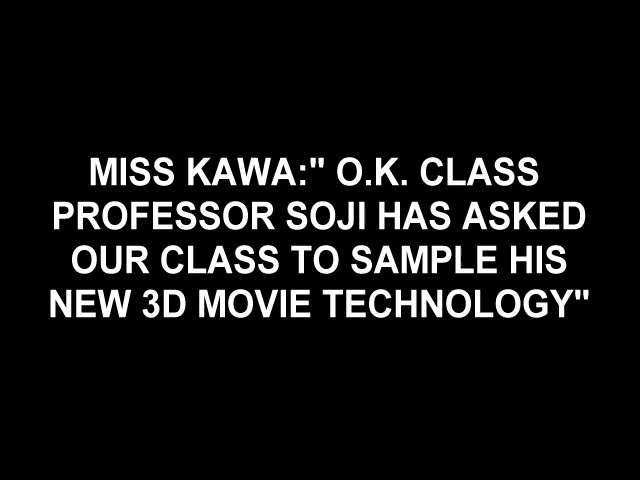 MISS KAWA:" O.K. CLASS
PROFESSOR SOJI HAS ASKED
OUR CLASS TO SAMPLE HIS
NEW 3D MOVIE TECHNOLOGY"